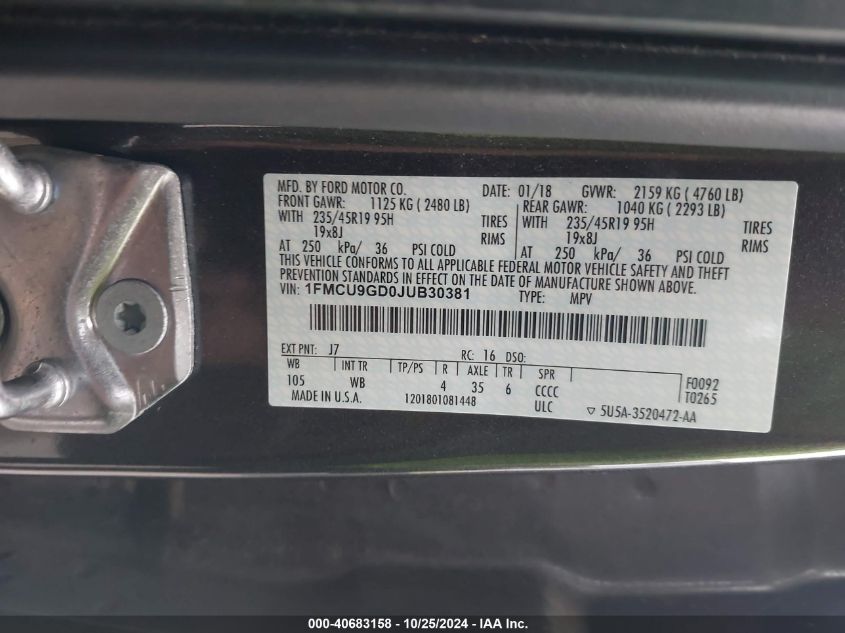 MFD. BY FORD MOTOR CO. DATE: 01/18 GVWR: 2159 KG ( 4760 LB)
FRONT GAWR: 1125 KG ( 2480 LB) REAR GAWR: 1040 KG ( 2293 LB)
WITH 235/45R19 95H TIRES WITH 235/45R19 95H TIRES
19x8J RIMS 19x8J RIMS
AT 250 kPa/ 36 PSI COLD AT 250 kPa/ 36 PSI COLD
THIS VEHICLE CONFORMS TO ALL APPLICABLE FEDERAL MOTOR VEHICLE SAFETY AND THEFT
PREVENTION STANDARDS IN EFFECT ON THE DATE OF MANUFACTURE SHOWN ABOVE.
VIN: 1FMCU9GD0JUB30381 TYPE: MPV
EXT PNT: J7 RC: 16 DSO:
WB INT TR TP/PS R AXLE TR SPR F0092
105 WB 4 35 6 CCCC T0265
MADE IN U.S.A. 1201801081448 ULC ▽ 5U5A-3520472-AA
000-40683158 - 10/25/2024 - IAA Inc.